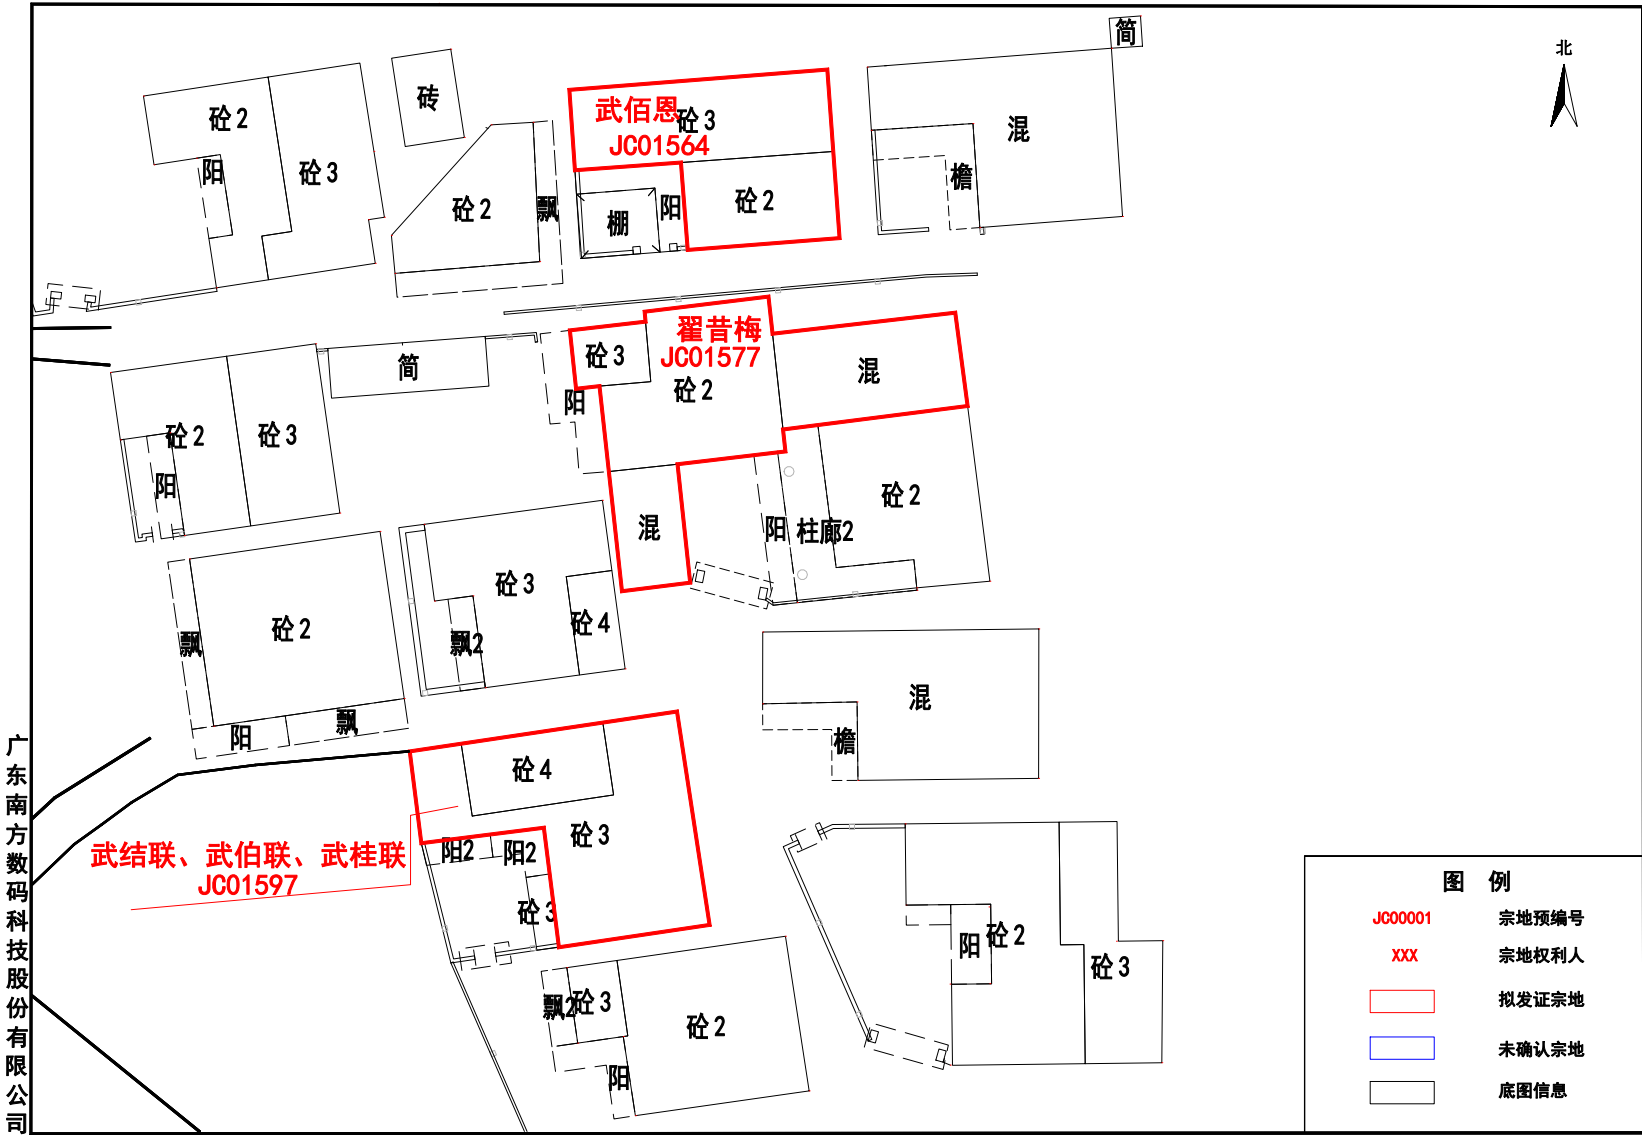 简
北
砖
武佰恩
砼3
JC01564
砼2
混
砼3
阳
檐
砼2
飘
棚
阳
砼2
翟昔梅
JC01577
砼3
简
混
砼2
阳
砼2
砼3
阳
砼2
混
阳
柱廊2
砼3
砼4
砼2
飘
飘2
混
阳
飘
檐
砼4
砼3
武结联、武伯联、武桂联
JC01597
阳2
阳2
砼3
砼2
阳
砼3
飘2
砼3
砼2
阳
图 例
JC00001 宗地预编号
XXX 宗地权利人
拟发证宗地
未确认宗地
底图信息
广东南方数码科技股份有限公司